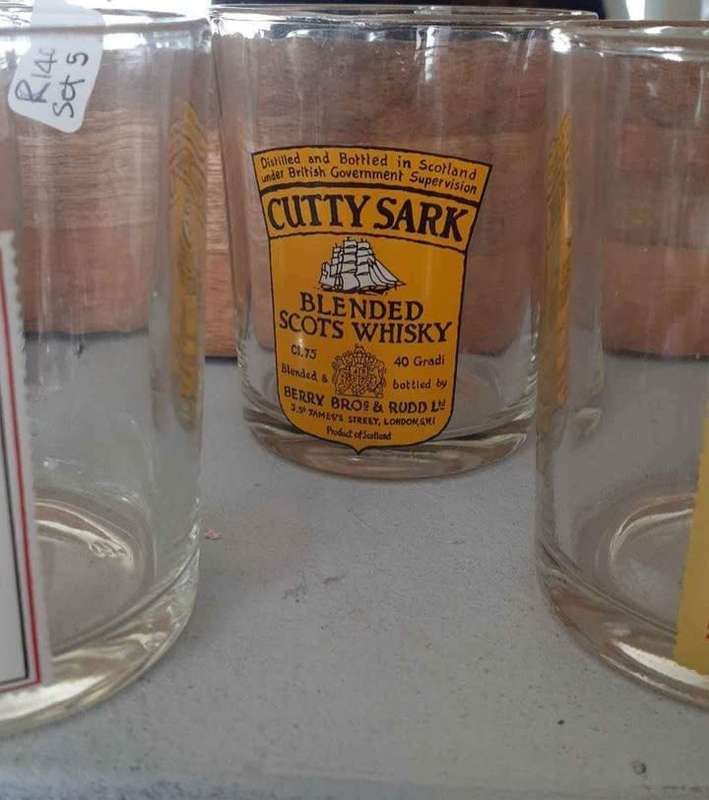 R14
Set 5
Distilled and Bottled in Scotland
under British Government Supervision
CUTTY SARK
BLENDED
SCOTS WHISKY
Cl.75
40 Gradi
Blended &
bottled by
BERRY BROS & RUDD Ltd
3, St JAMES'S STREET, LONDON, S.W.1
Product of Scotland